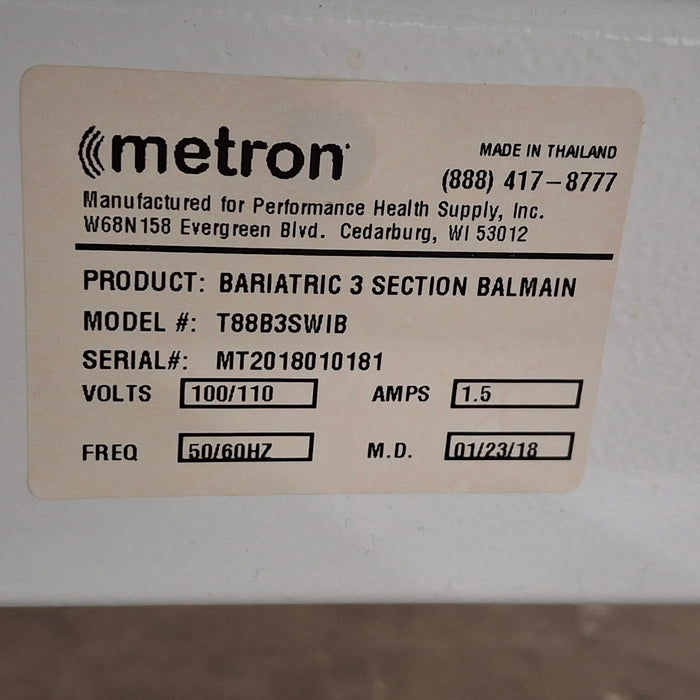 metron
MADE IN THAILAND
(888) 417-8777
Manufactured for Performance Health Supply, Inc.
W68N158 Evergreen Blvd. Cedarburg, WI 53012
PRODUCT: BARIATRIC 3 SECTION BALMAIN
MODEL #: T88B3SWIB
SERIAL#: MT2018010181
VOLTS 100/110 AMPS 1.5
FREQ 50/60HZ M.D. 01/23/18